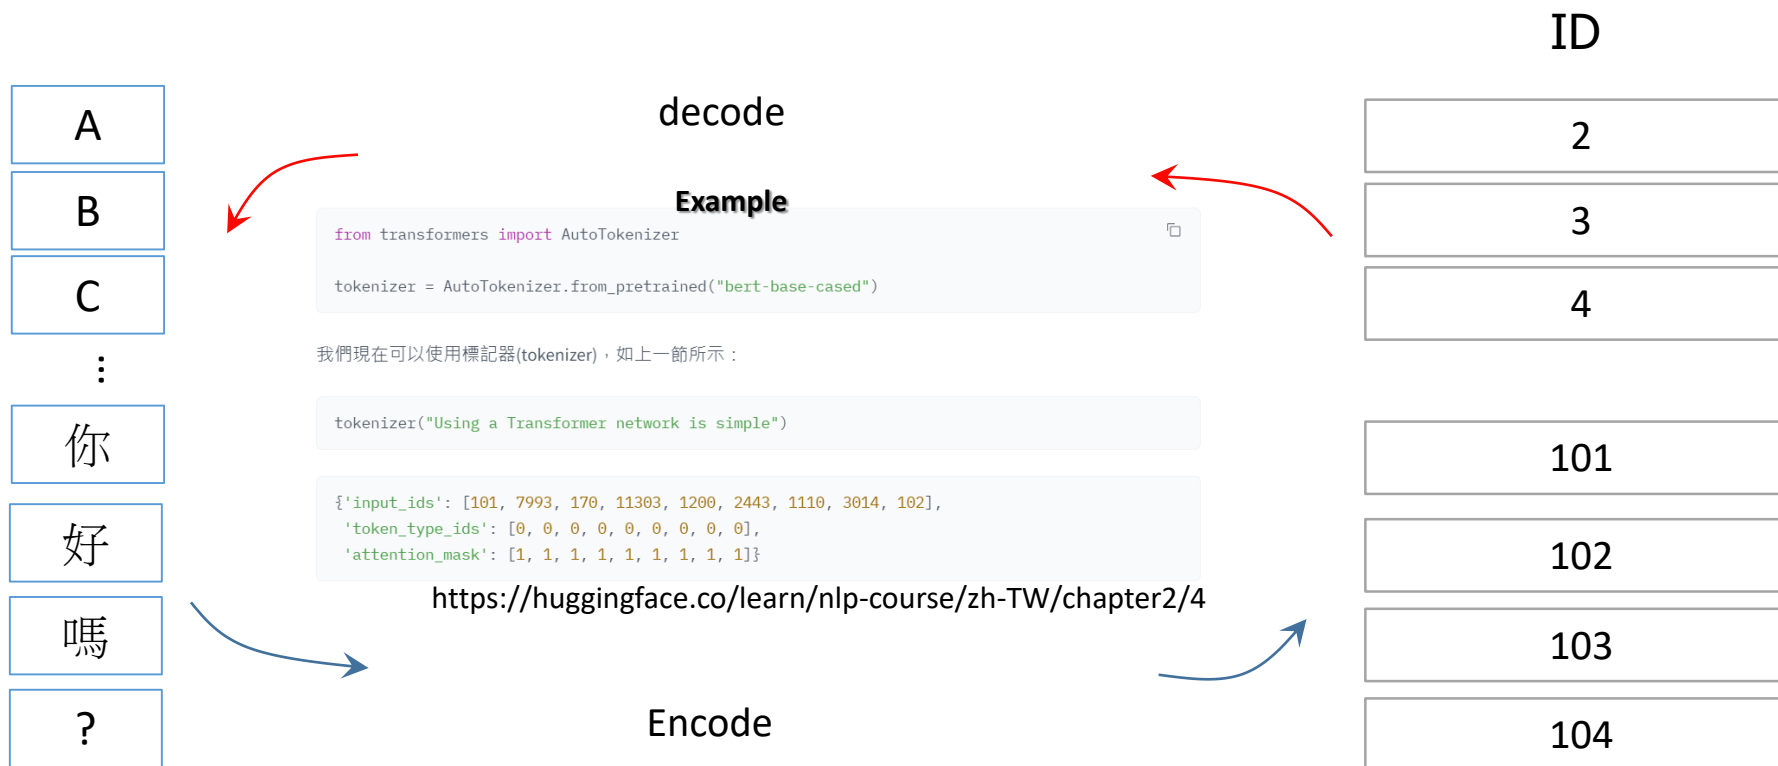 ID
A
B
C
⋮
你
好
嗎
?
decode
Example
from transformers import AutoTokenizer
tokenizer = AutoTokenizer.from_pretrained("bert-base-cased")
我們現在可以使用標記器(tokenizer)，如上一節所示：
tokenizer("Using a Transformer network is simple")
{'input_ids': [101, 7993, 170, 11303, 1200, 2443, 1110, 3014, 102],
'token_type_ids': [0, 0, 0, 0, 0, 0, 0, 0, 0],
'attention_mask': [1, 1, 1, 1, 1, 1, 1, 1, 1]}
https://huggingface.co/learn/nlp-course/zh-TW/chapter2/4
Encode
2
3
4
101
102
103
104